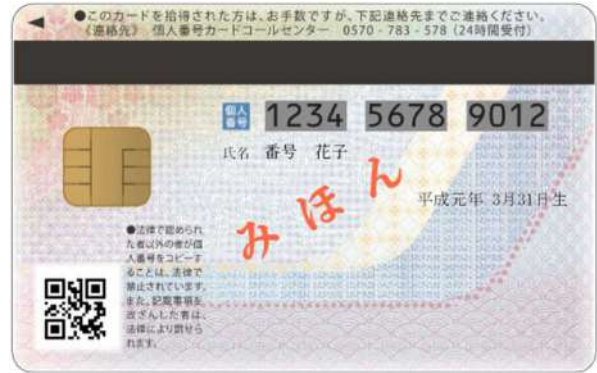 ●このカードを拾得された方は、お手数ですが、下記連絡先までご連絡ください。
《連絡先》 個人番号カードコールセンター 0570-783-578(24時間受付)
個人番号 1234 5678 9012
氏名 番号 花子
平成元年 3月31日生
みほん
●法律で認められ
た者以外の者が個
人番号をコピーす
ることは、法律で
禁止されています。
また、記載事項を
改ざんした者は、
法律により罰せら
れます。